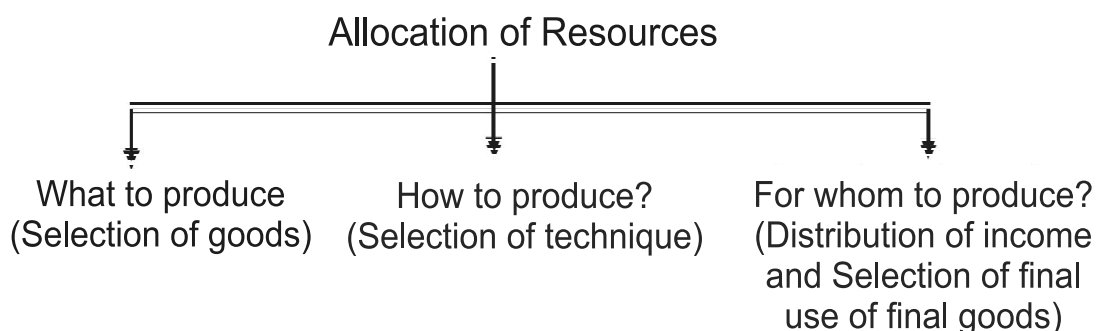 Allocation of Resources
What to produce
(Selection of goods)
How to produce?
(Selection of technique)
For whom to produce?
(Distribution of income
and Selection of final
use of final goods)